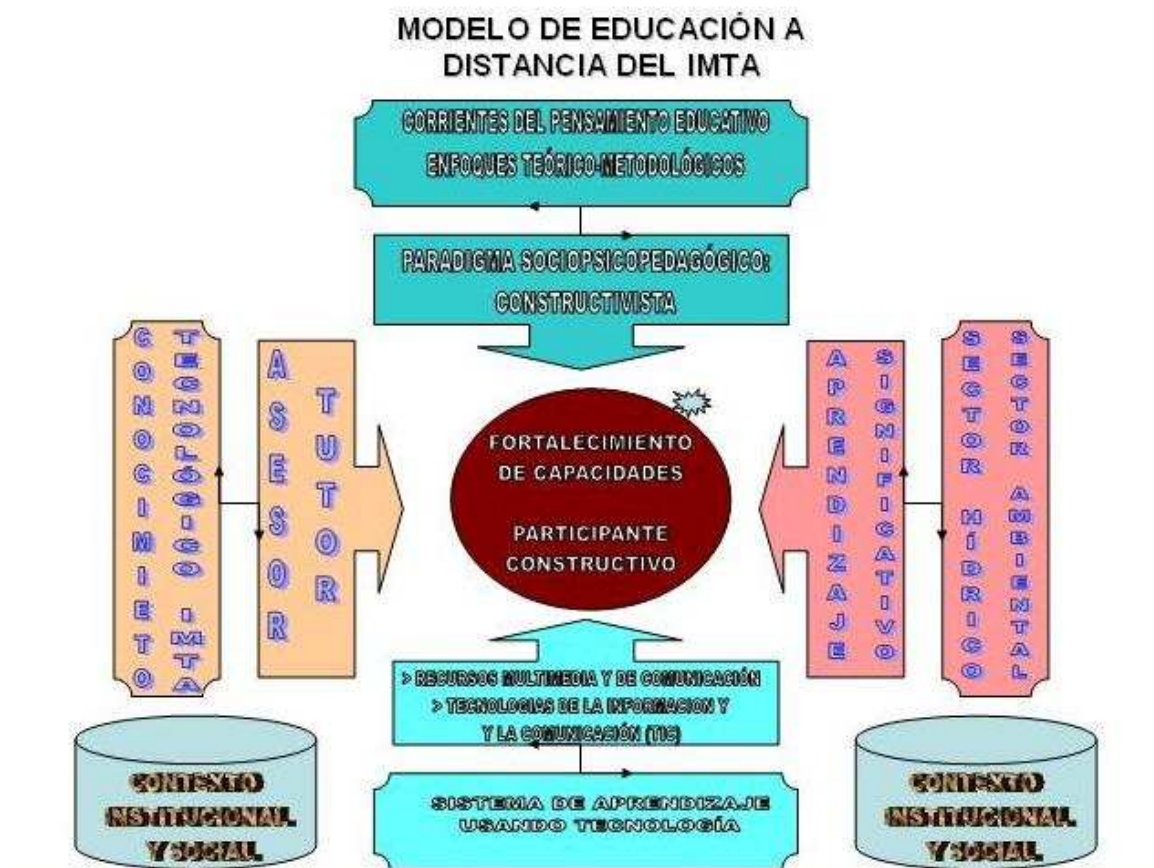 MODELO DE EDUCACIÓN A
DISTANCIA DEL IMTA
CORRIENTES DEL PENSAMIENTO EDUCATIVO
ENFOQUES TEÓRICO-METODOLÓGICOS
PARADIGMA SOCIOPSICOPEDAGÓGICO:
CONSTRUCTIVISTA
CONOCIMIETO
TECNOLÓGICO IMTA
ASESOR
TUTOR
FORTALECIMIENTO
DE CAPACIDADES
PARTICIPANTE
CONSTRUCTIVO
APRENDIZAJE
SIGNIFICATIVO
SECTOR HÍDRICO
SECTOR AMBIENTAL
> RECURSOS MULTIMEDIA Y DE COMUNICACIÓN
> TECNOLOGIAS DE LA INFORMACION Y
Y LA COMUNICACIÓN (TIC)
SISTEMA DE APRENDIZAJE
USANDO TECNOLOGÍA
CONTEXTO
INSTITUCIONAL
Y SOCIAL
CONTEXTO
INSTITUCIONAL
Y SOCIAL